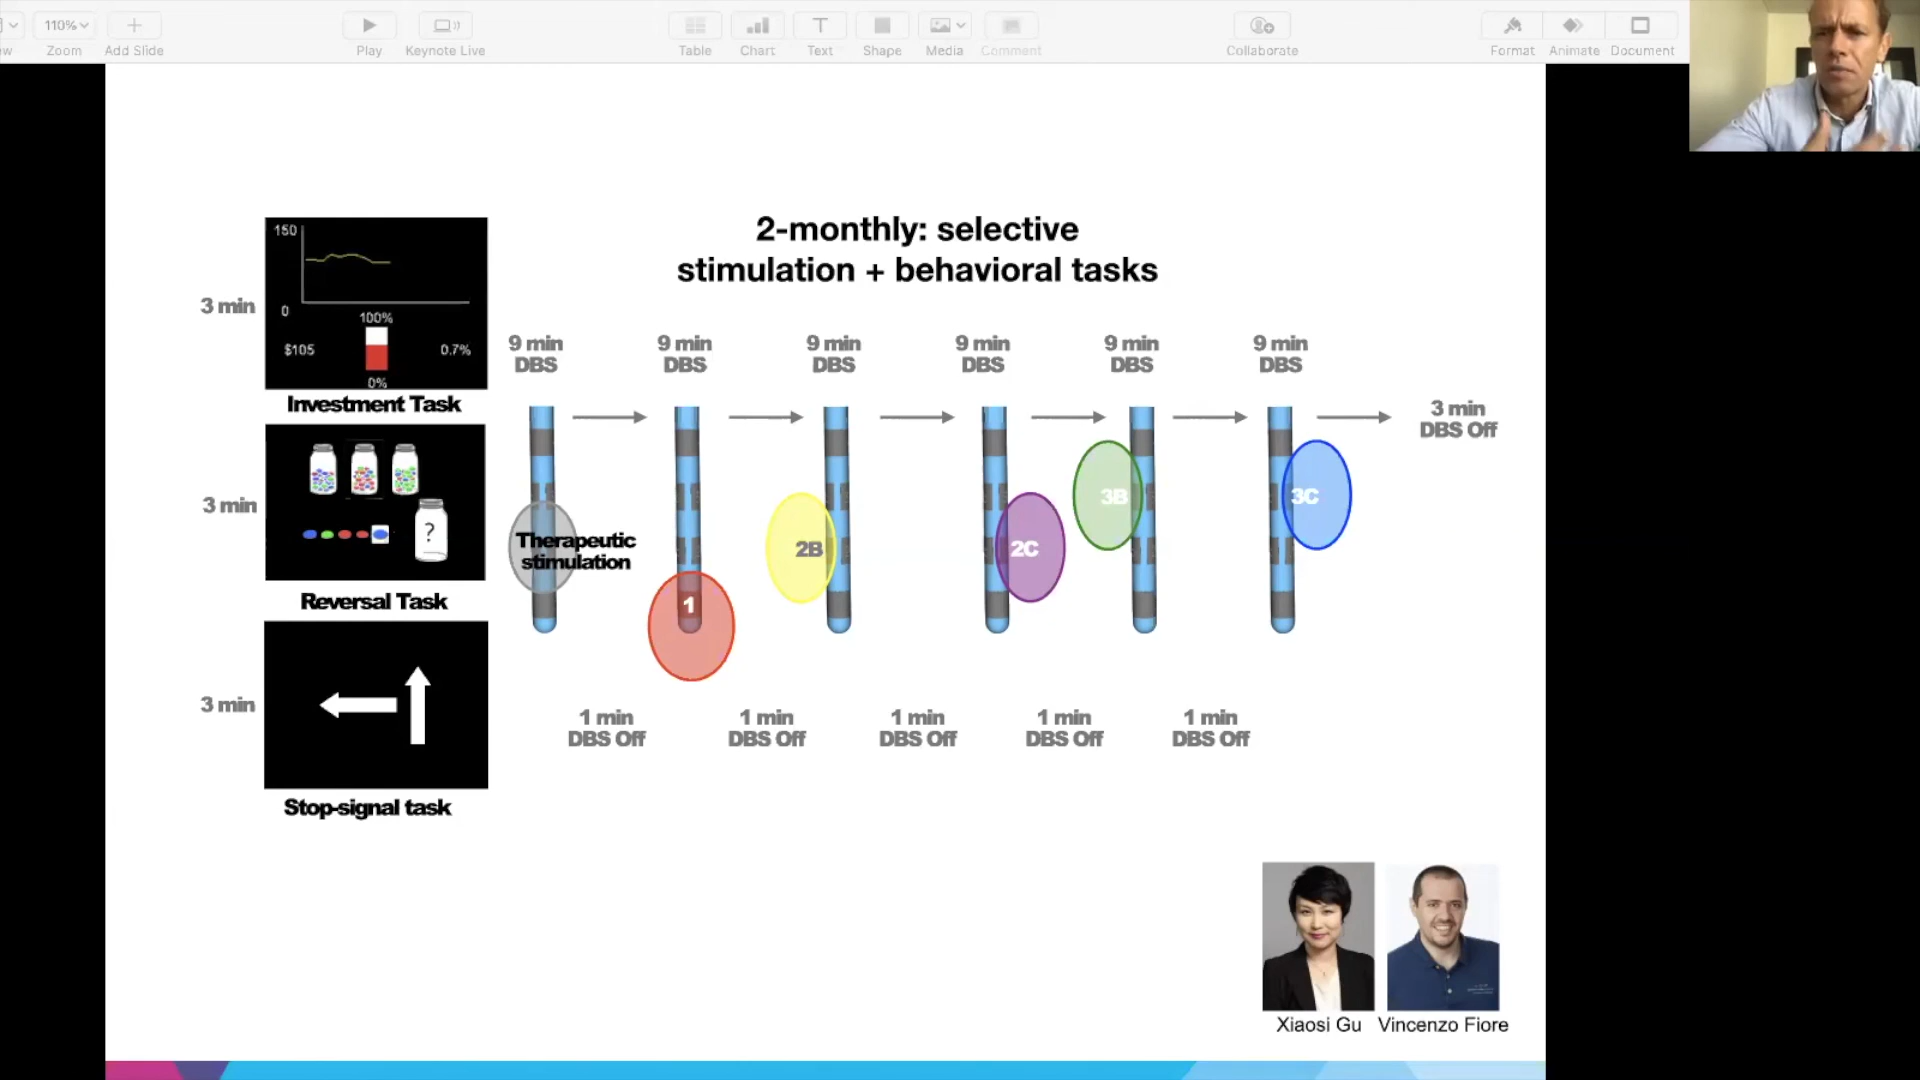 110%
Zoom
Add Slide
Play
Keynote Live
Table
Chart
Text
Shape
Media
Comment
Collaborate
Format
Animate
Document
2-monthly: selective
stimulation + behavioral tasks
3 min
150
0
100%
$105
0.7%
0%
Investment Task
3 min
?
Reversal Task
3 min
Stop-signal task
9 min
DBS
9 min
DBS
9 min
DBS
9 min
DBS
9 min
DBS
9 min
DBS
3 min
DBS Off
Therapeutic
stimulation
1
2B
2C
3B
3C
1 min
DBS Off
1 min
DBS Off
1 min
DBS Off
1 min
DBS Off
1 min
DBS Off
Xiaosi Gu
Vincenzo Fiore